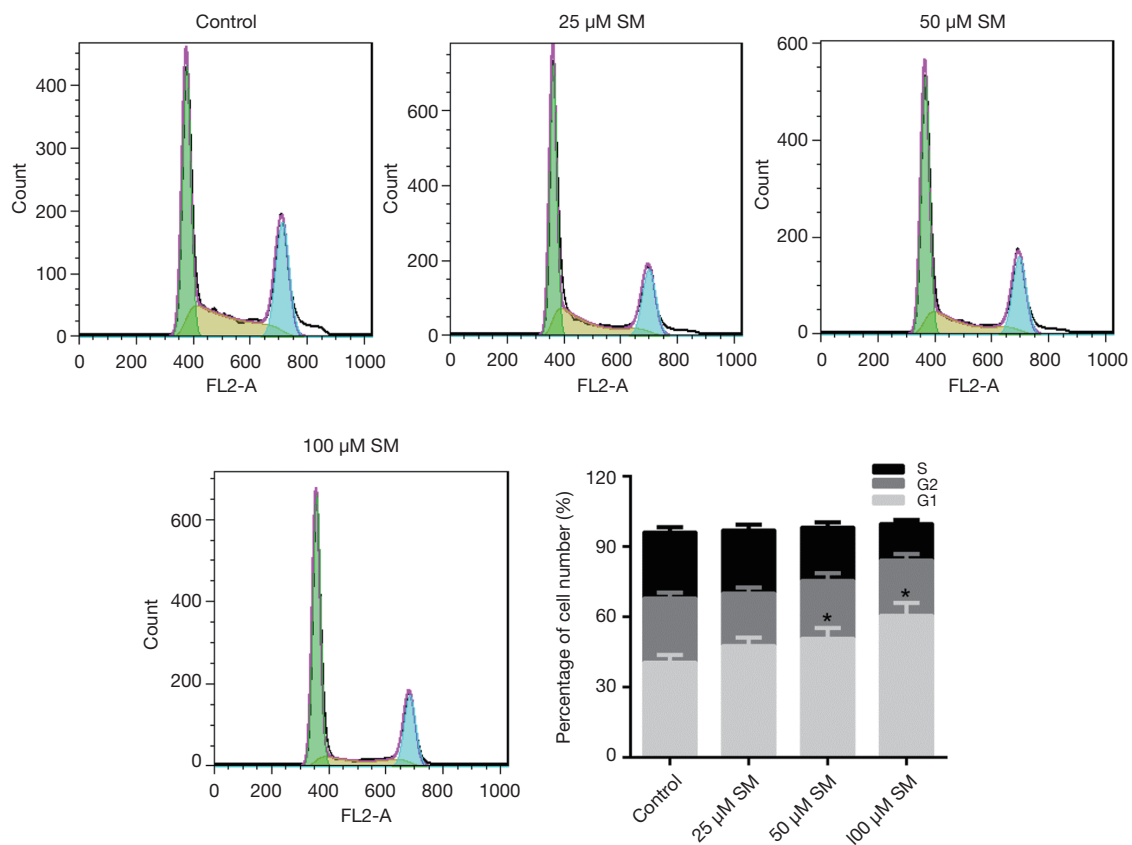 Control
400
300
200
100
0
Count
0 200 400 600 800 1000
FL2-A
25 µM SM
600
400
200
0
Count
0 200 400 600 800 1000
FL2-A
50 µM SM
600
400
200
0
Count
0 200 400 600 800 1000
FL2-A
100 µM SM
600
400
200
0
Count
0 200 400 600 800 1000
FL2-A
S
G2
G1
120
90
60
30
0
Percentage of cell number (%)
* *
Control
25 µM SM
50 µM SM
l00 µM SM